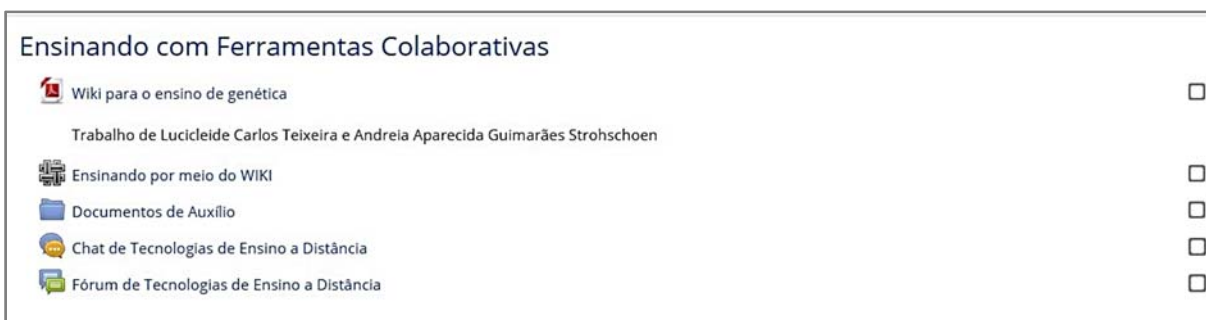 Ensinando com Ferramentas Colaborativas
Wiki para o ensino de genética
Trabalho de Lucicleide Carlos Teixeira e Andreia Aparecida Guimarães Strohschoen
Ensinando por meio do WIKI
Documentos de Auxílio
Chat de Tecnologias de Ensino a Distância
Fórum de Tecnologias de Ensino a Distância